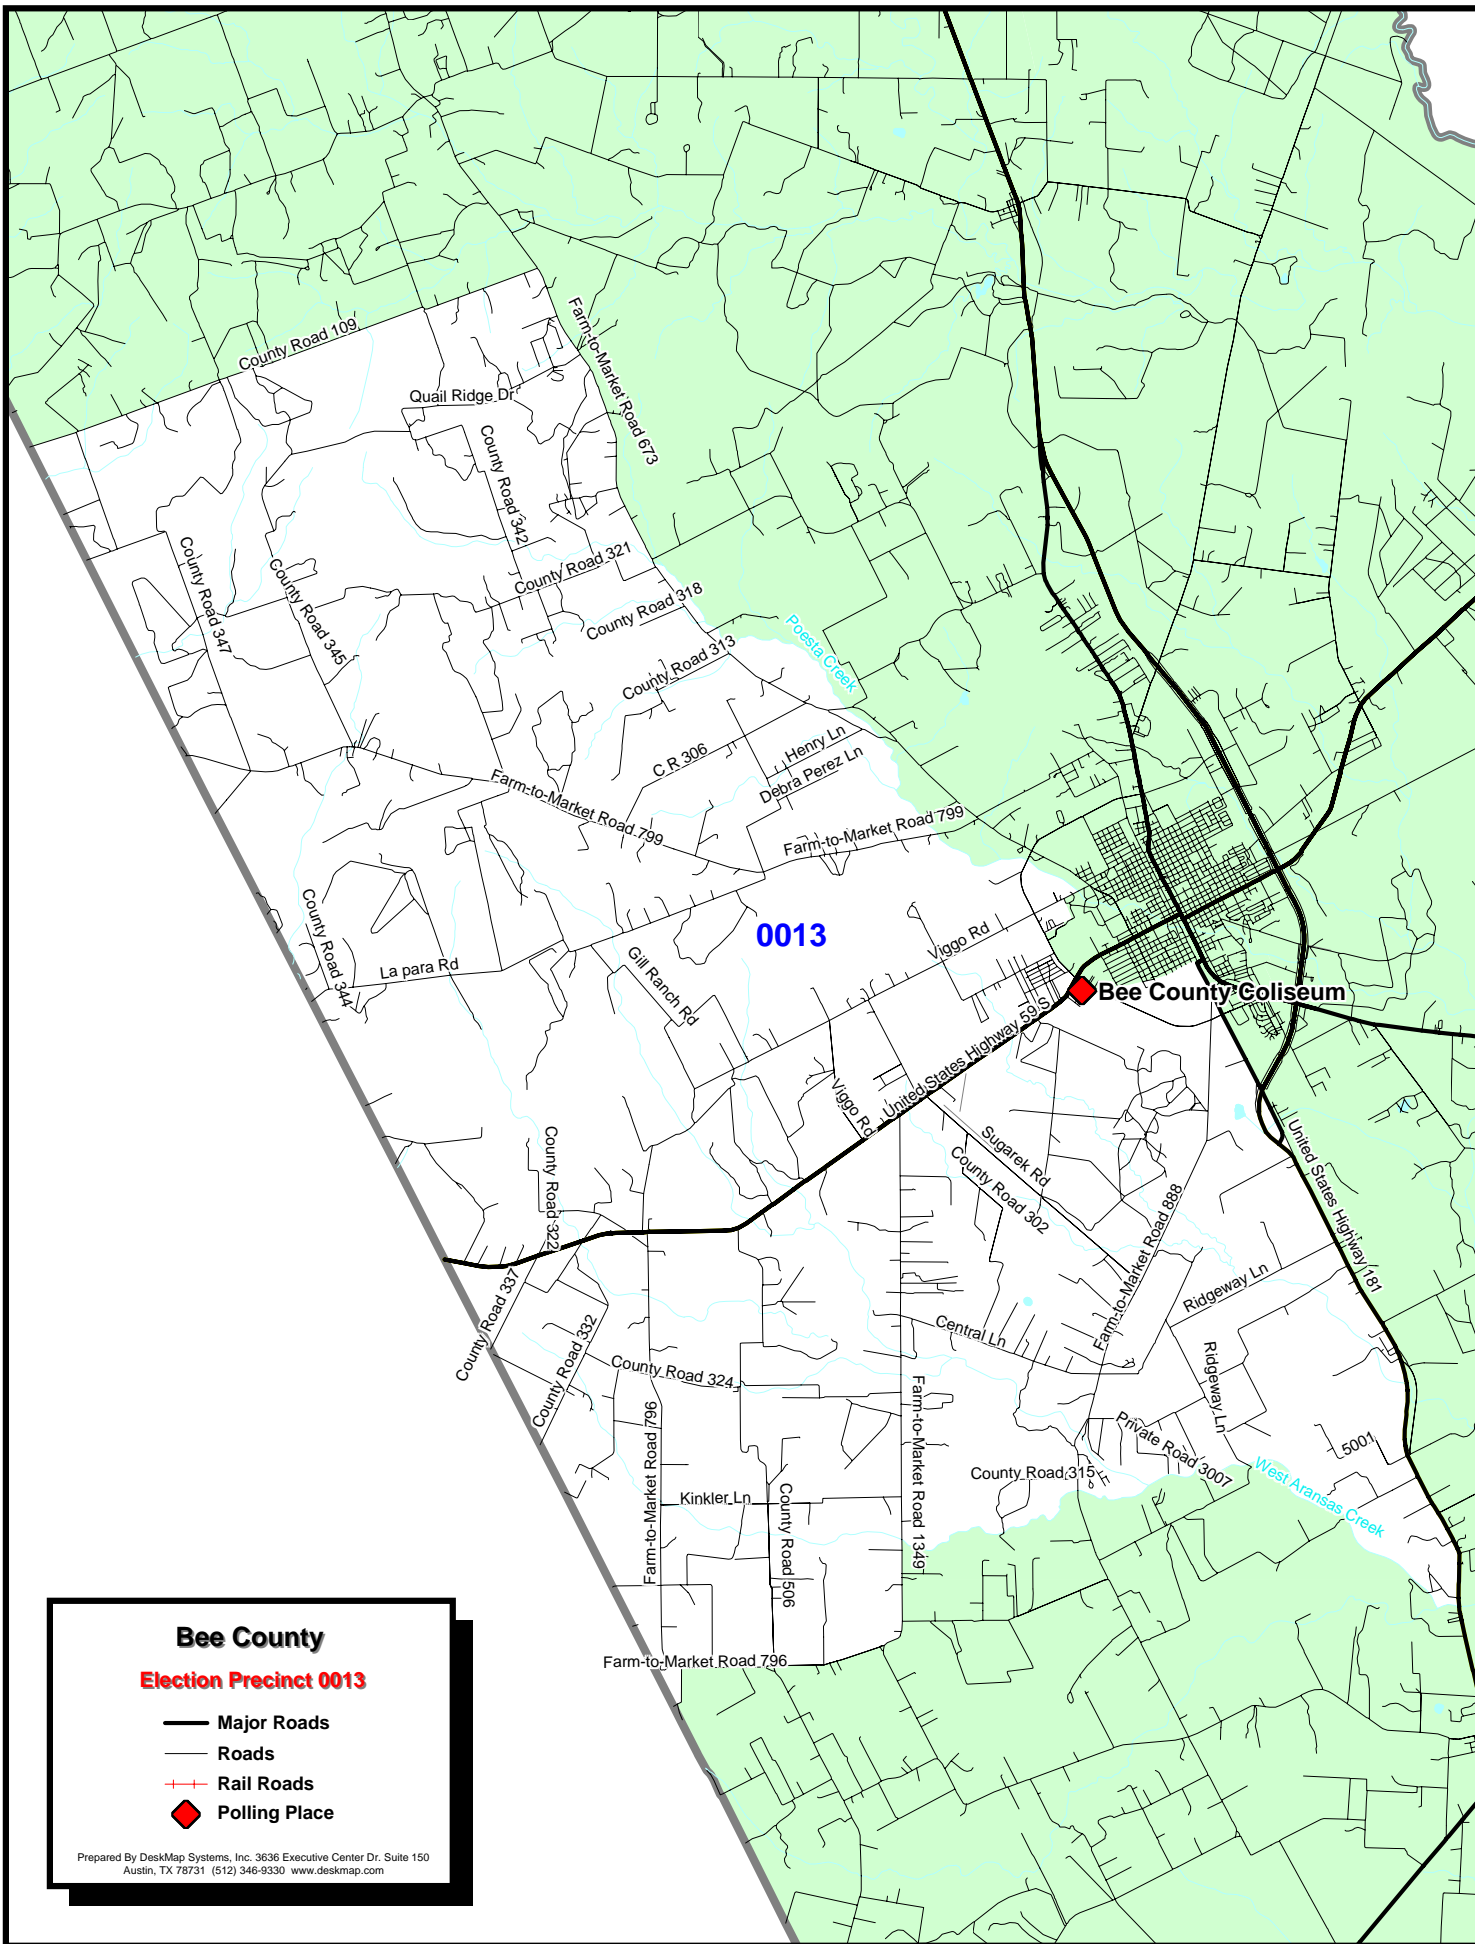 County Road 109
Farm-to-Market Road 673
Quail Ridge Dr
County Road 342
County Road 347
County Road 345
County Road 321
County Road 318
County Road 313
Poesta Creek
C R 306
Henry Ln
Debra Perez Ln
Farm-to-Market Road 799
Farm-to-Market Road 799
0013
County Road 344
La para Rd
Gill Ranch Rd
Viggo Rd
Bee County Coliseum
United States Highway 59 S
Viggo Rd
Sugarek Rd
County Road 302
County Road 322
Farm-to-Market Road 888
United States Highway 181
Ridgeway Ln
County Road 337
County Road 332
Central Ln
County Road 324
Ridgeway Ln
Farm-to-Market Road 796
Farm-to-Market Road 1349
Private Road 3007
5001
County Road 315
West Aransas Creek
Kinkler Ln
County Road 506
Farm-to-Market Road 796
Bee County
Election Precinct 0013
Major Roads
Roads
Rail Roads
Polling Place
Prepared By DeskMap Systems, Inc. 3636 Executive Center Dr. Suite 150
Austin, TX 78731 (512) 346-9330 www.deskmap.com